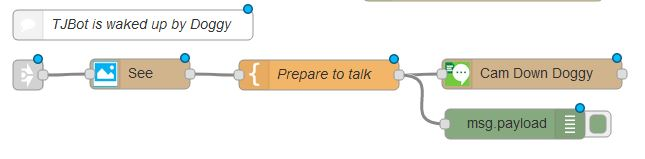 TJBot is waked up by Doggy
See
Prepare to talk
Cam Down Doggy
msg.payload